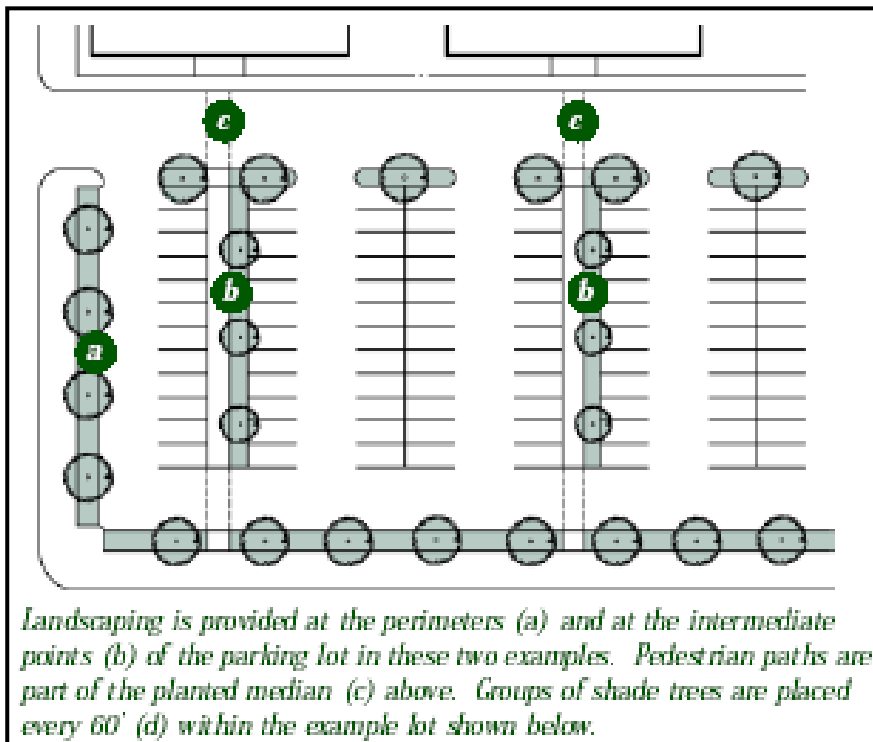 c c
b b
a
Landscaping is provided at the perimeters (a) and at the intermediate
points (b) of the parking lot in these two examples. Pedestrian paths are
part of the planted median (c) above. Groups of shade trees are placed
every 60' (d) within the example lot shown below.